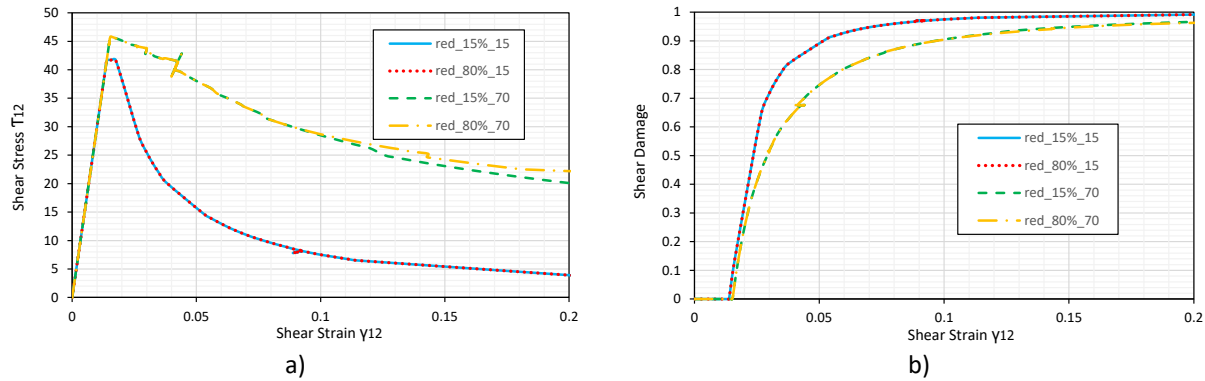 50
45
40
35
30
25
20
15
10
5
0
Shear Stress τ12
0 0.05 0.1 0.15 0.2
Shear Strain γ12
red_15%_15
red_80%_15
red_15%_70
red_80%_70
a)
1
0.9
0.8
0.7
0.6
0.5
0.4
0.3
0.2
0.1
0
Shear Damage
0 0.05 0.1 0.15 0.2
Shear Strain γ12
red_15%_15
red_80%_15
red_15%_70
red_80%_70
b)